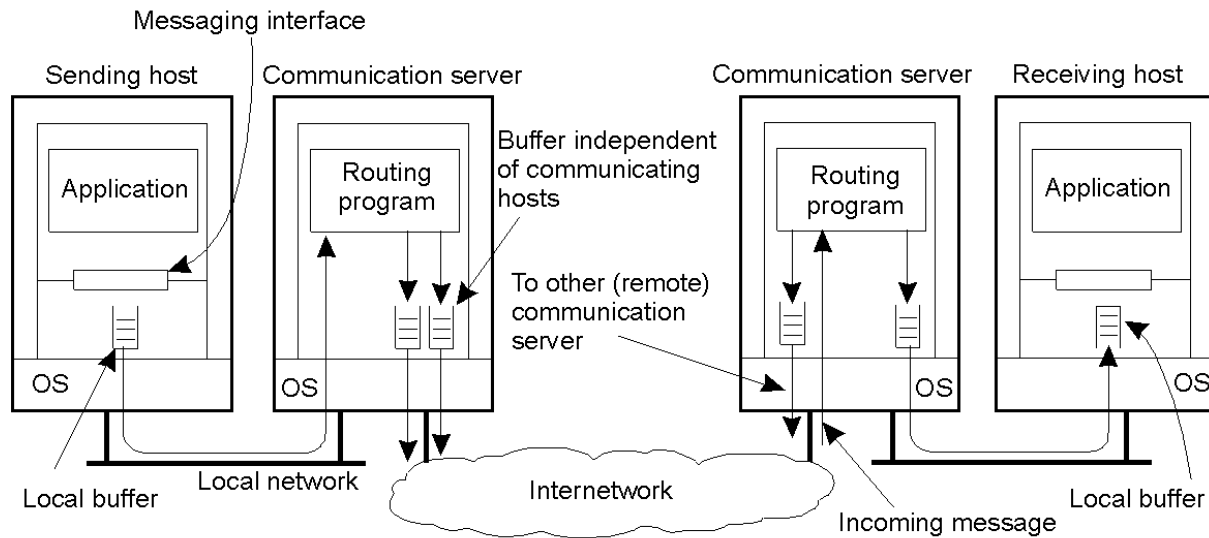 Messaging interface
Sending host
Communication server
Communication server
Receiving host
Buffer independent
of communicating
hosts
Application
Routing
program
Routing
program
Application
To other (remote)
communication
server
OS
OS
OS
OS
Local network
Internetwork
Local buffer
Incoming message
Local buffer